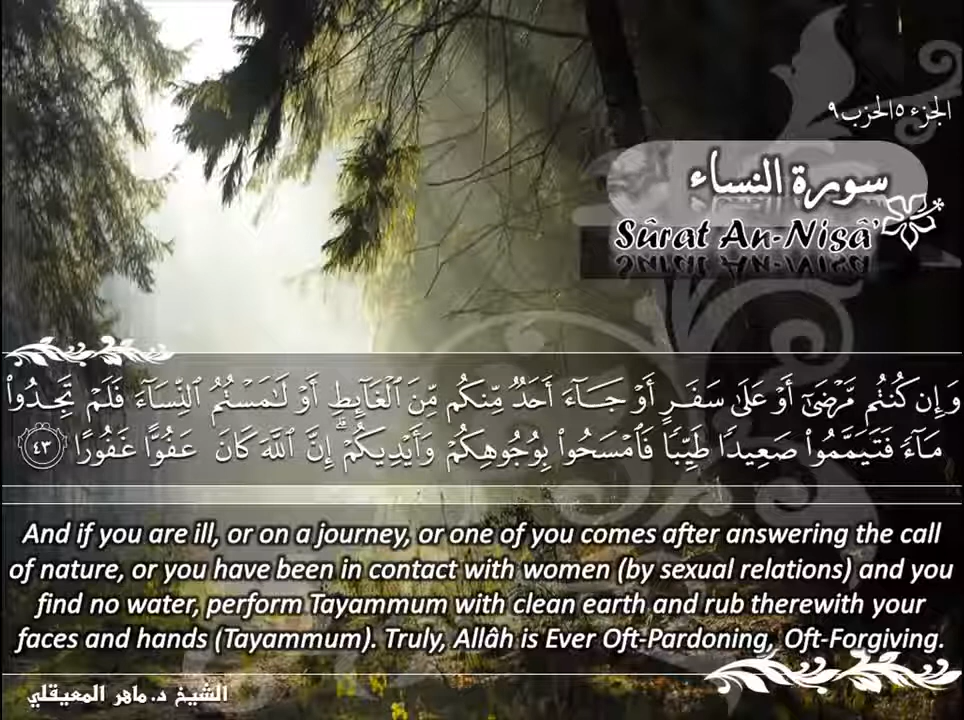 الجزء ٥ الحزب ٩
سورة النساء
Sûrat An-Nisâ'
وَإِن كُنتُم مَّرْضَىٰٓ أَوْ عَلَىٰ سَفَرٍ أَوْ جَآءَ أَحَدٌ مِّنكُم مِّنَ ٱلْغَآئِطِ أَوْ لَـٰمَسْتُمُ ٱلنِّسَآءَ فَلَمْ تَجِدُوا۟
مَآءً فَتَيَمَّمُوا۟ صَعِيدًا طَيِّبًا فَٱمْسَحُوا۟ بِوُجُوهِكُمْ وَأَيْدِيكُمْ ۗ إِنَّ ٱللَّهَ كَانَ عَفُوًّا غَفُورًا ٤٣
And if you are ill, or on a journey, or one of you comes after answering the call
of nature, or you have been in contact with women (by sexual relations) and you
find no water, perform Tayammum with clean earth and rub therewith your
faces and hands (Tayammum). Truly, Allâh is Ever Oft-Pardoning, Oft-Forgiving.
الشيخ د. ماهر المعيقلي